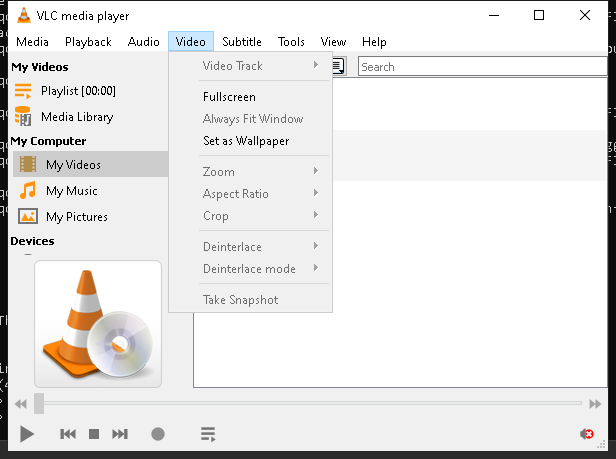 VLC media player
Media Playback Audio Video Subtitle Tools View Help
My Videos
Playlist [00:00]
Media Library
My Computer
My Videos
My Music
My Pictures
Devices
Video Track
Fullscreen
Always Fit Window
Set as Wallpaper
Zoom
Aspect Ratio
Crop
Deinterlace
Deinterlace mode
Take Snapshot
Search